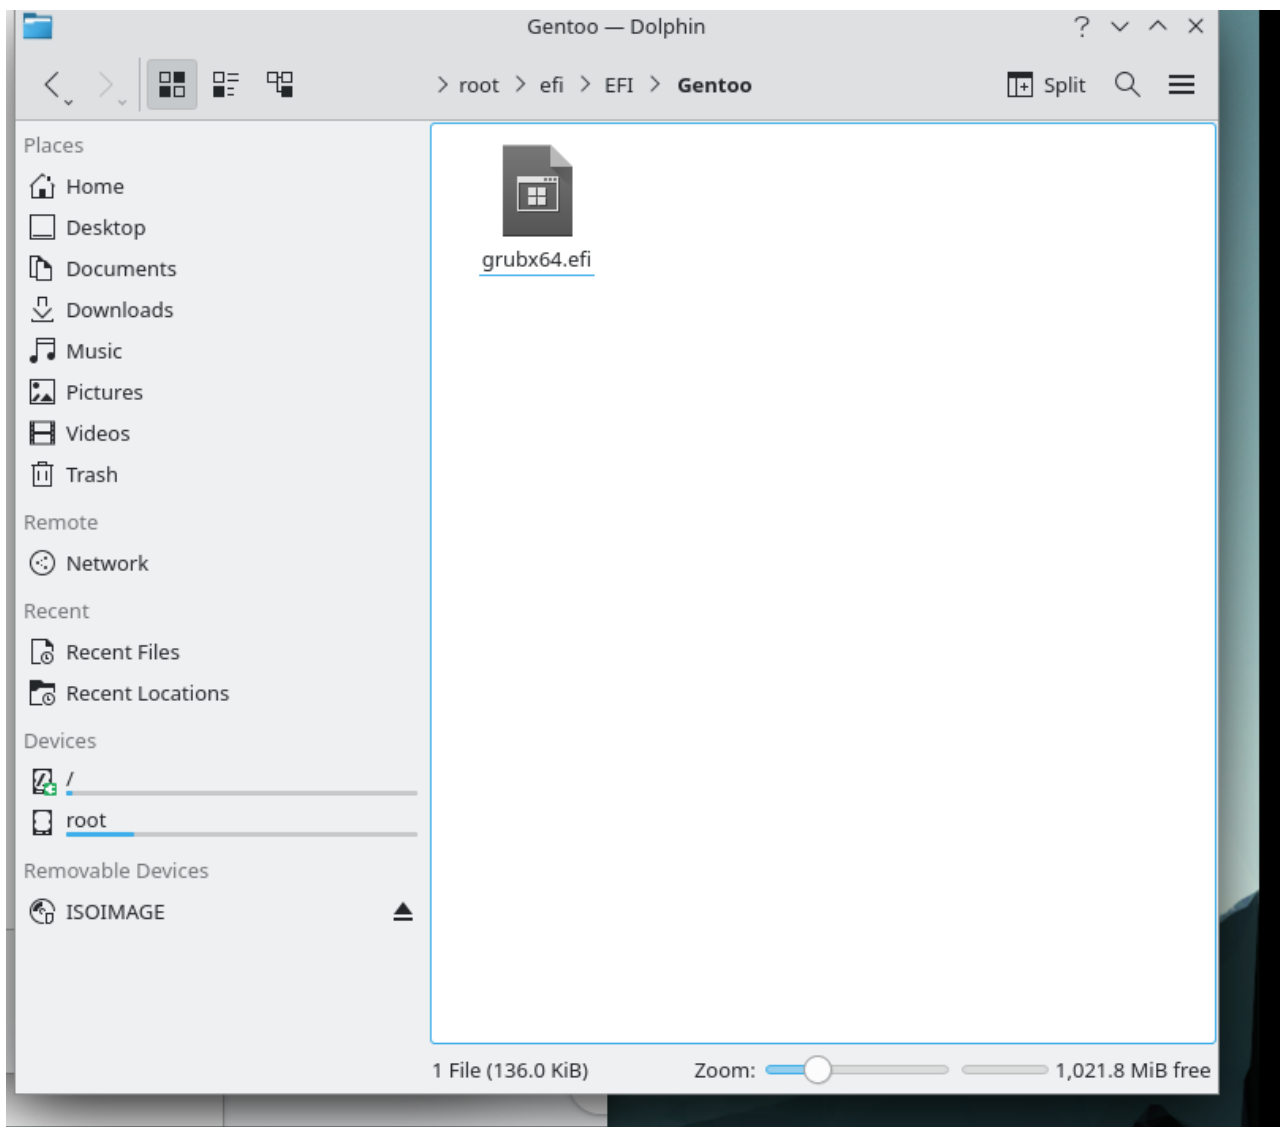 Gentoo — Dolphin
root efi EFI Gentoo
Split
Places
Home
Desktop
Documents
Downloads
Music
Pictures
Videos
Trash
Remote
Network
Recent
Recent Files
Recent Locations
Devices
/
root
Removable Devices
ISOIMAGE
grubx64.efi
1 File (136.0 KiB)
Zoom:
1,021.8 MiB free